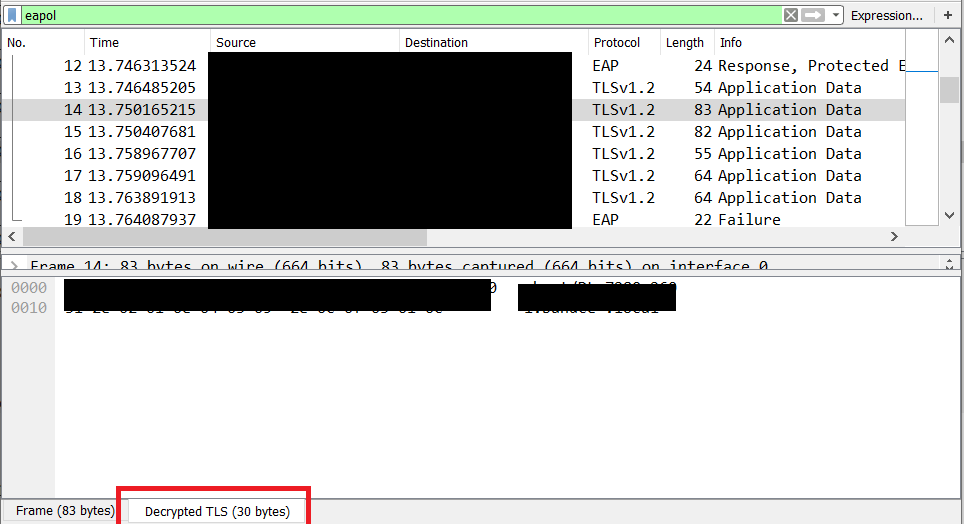 eapol
Expression... +
No. Time Source Destination Protocol Length Info
12 13.746313524 EAP 24 Response, Protected E
13 13.746485205 TLSv1.2 54 Application Data
14 13.750165215 TLSv1.2 83 Application Data
15 13.750407681 TLSv1.2 82 Application Data
16 13.758967707 TLSv1.2 55 Application Data
17 13.759096491 TLSv1.2 64 Application Data
18 13.763891913 TLSv1.2 64 Application Data
19 13.764087937 EAP 22 Failure
Frame 14: 83 bytes on wire (664 bits), 83 bytes captured (664 bits) on interface 0
0000
0010
Frame (83 bytes) Decrypted TLS (30 bytes)